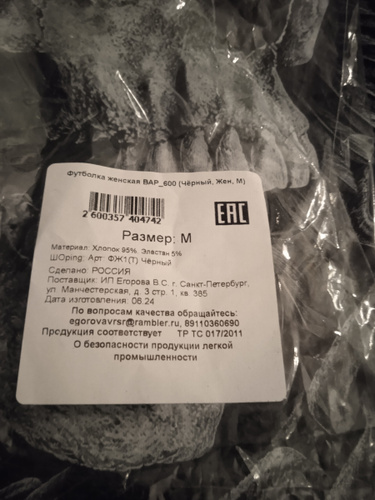 Футболка женская ВАР_600 (Чёрный, Жен, М)
2 600357 404742
EAC
Размер: М
Материал: Хлопок 95%, Эластан 5%
ШОping: Арт: ФЖ1(Т) Чёрный
Сделано: РОССИЯ
Поставщик: ИП Егорова В.С. г. Санкт-Петербург,
ул. Манчестерская, д. 3 стр. 1, кв. 385
Дата изготовления: 06.24
По вопросам качества обращайтесь:
egorovavrsr@rambler.ru, 89110360690
Продукция соответствует ТР ТС 017/2011
О безопасности продукции легкой
промышленности